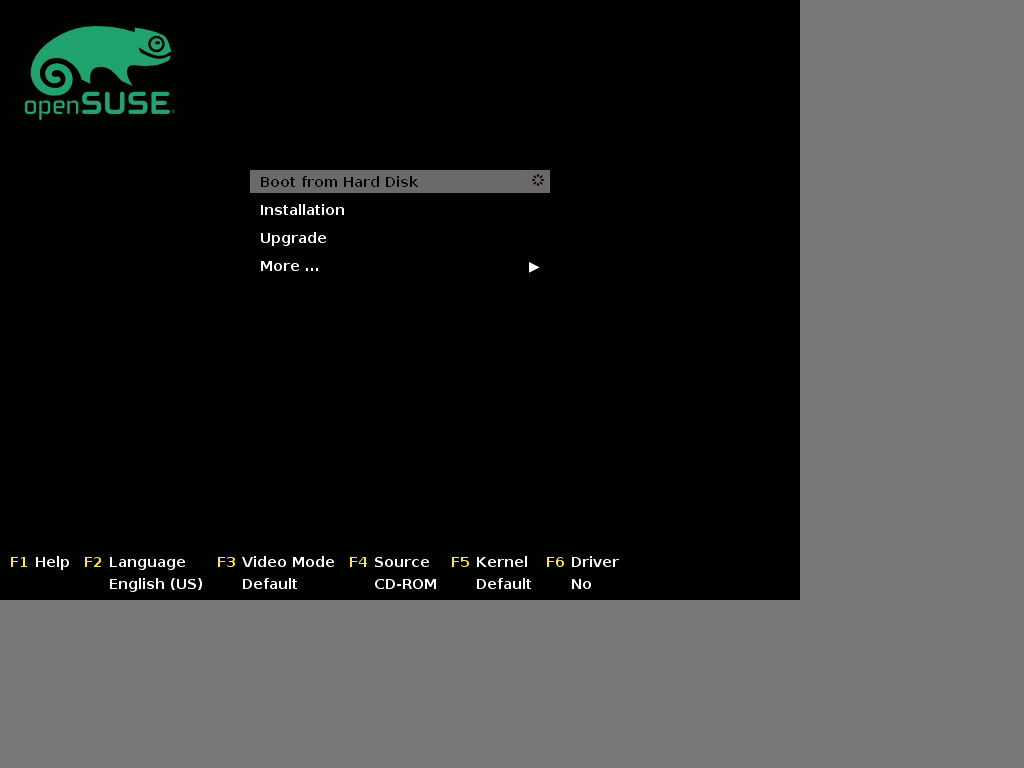 openSUSE
Boot from Hard Disk
Installation
Upgrade
More ...
F1 Help F2 Language F3 Video Mode F4 Source F5 Kernel F6 Driver
English (US) Default CD-ROM Default No